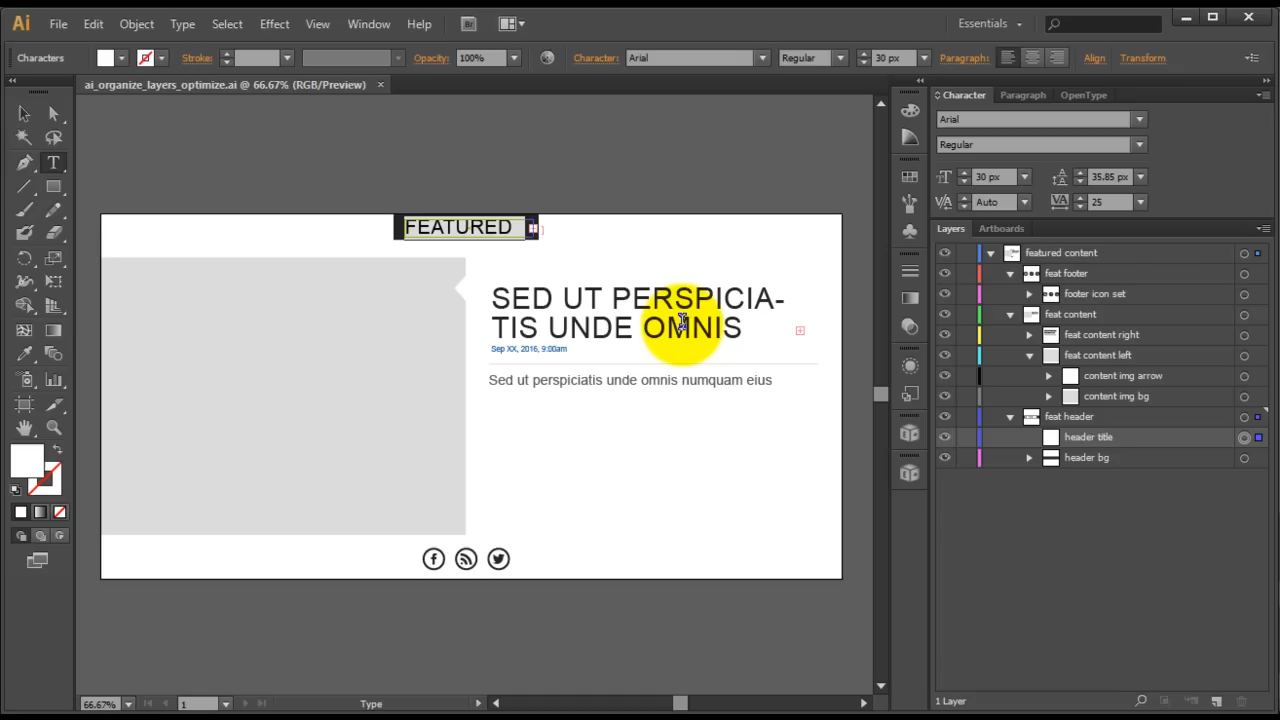 Ai File Edit Object Type Select Effect View Window Help Br Essentials
Characters Stroke: Opacity: 100% Character: Arial Regular 30 px Paragraph: Align Transform
ai_organize_layers_optimize.ai @ 66.67% (RGB/Preview)
Character Paragraph OpenType
Arial
Regular
30 px 35.85 px
Auto 25
Layers Artboards
featured content
feat footer
footer icon set
feat content
feat content right
feat content left
content img arrow
content img bg
feat header
header title
header bg
FEATURED
SED UT PERSPICIA-
TIS UNDE OMNIS
Sep XX, 2016, 9:00am
Sed ut perspiciatis unde omnis numquam eius
66.67% 1 Type
1 Layer